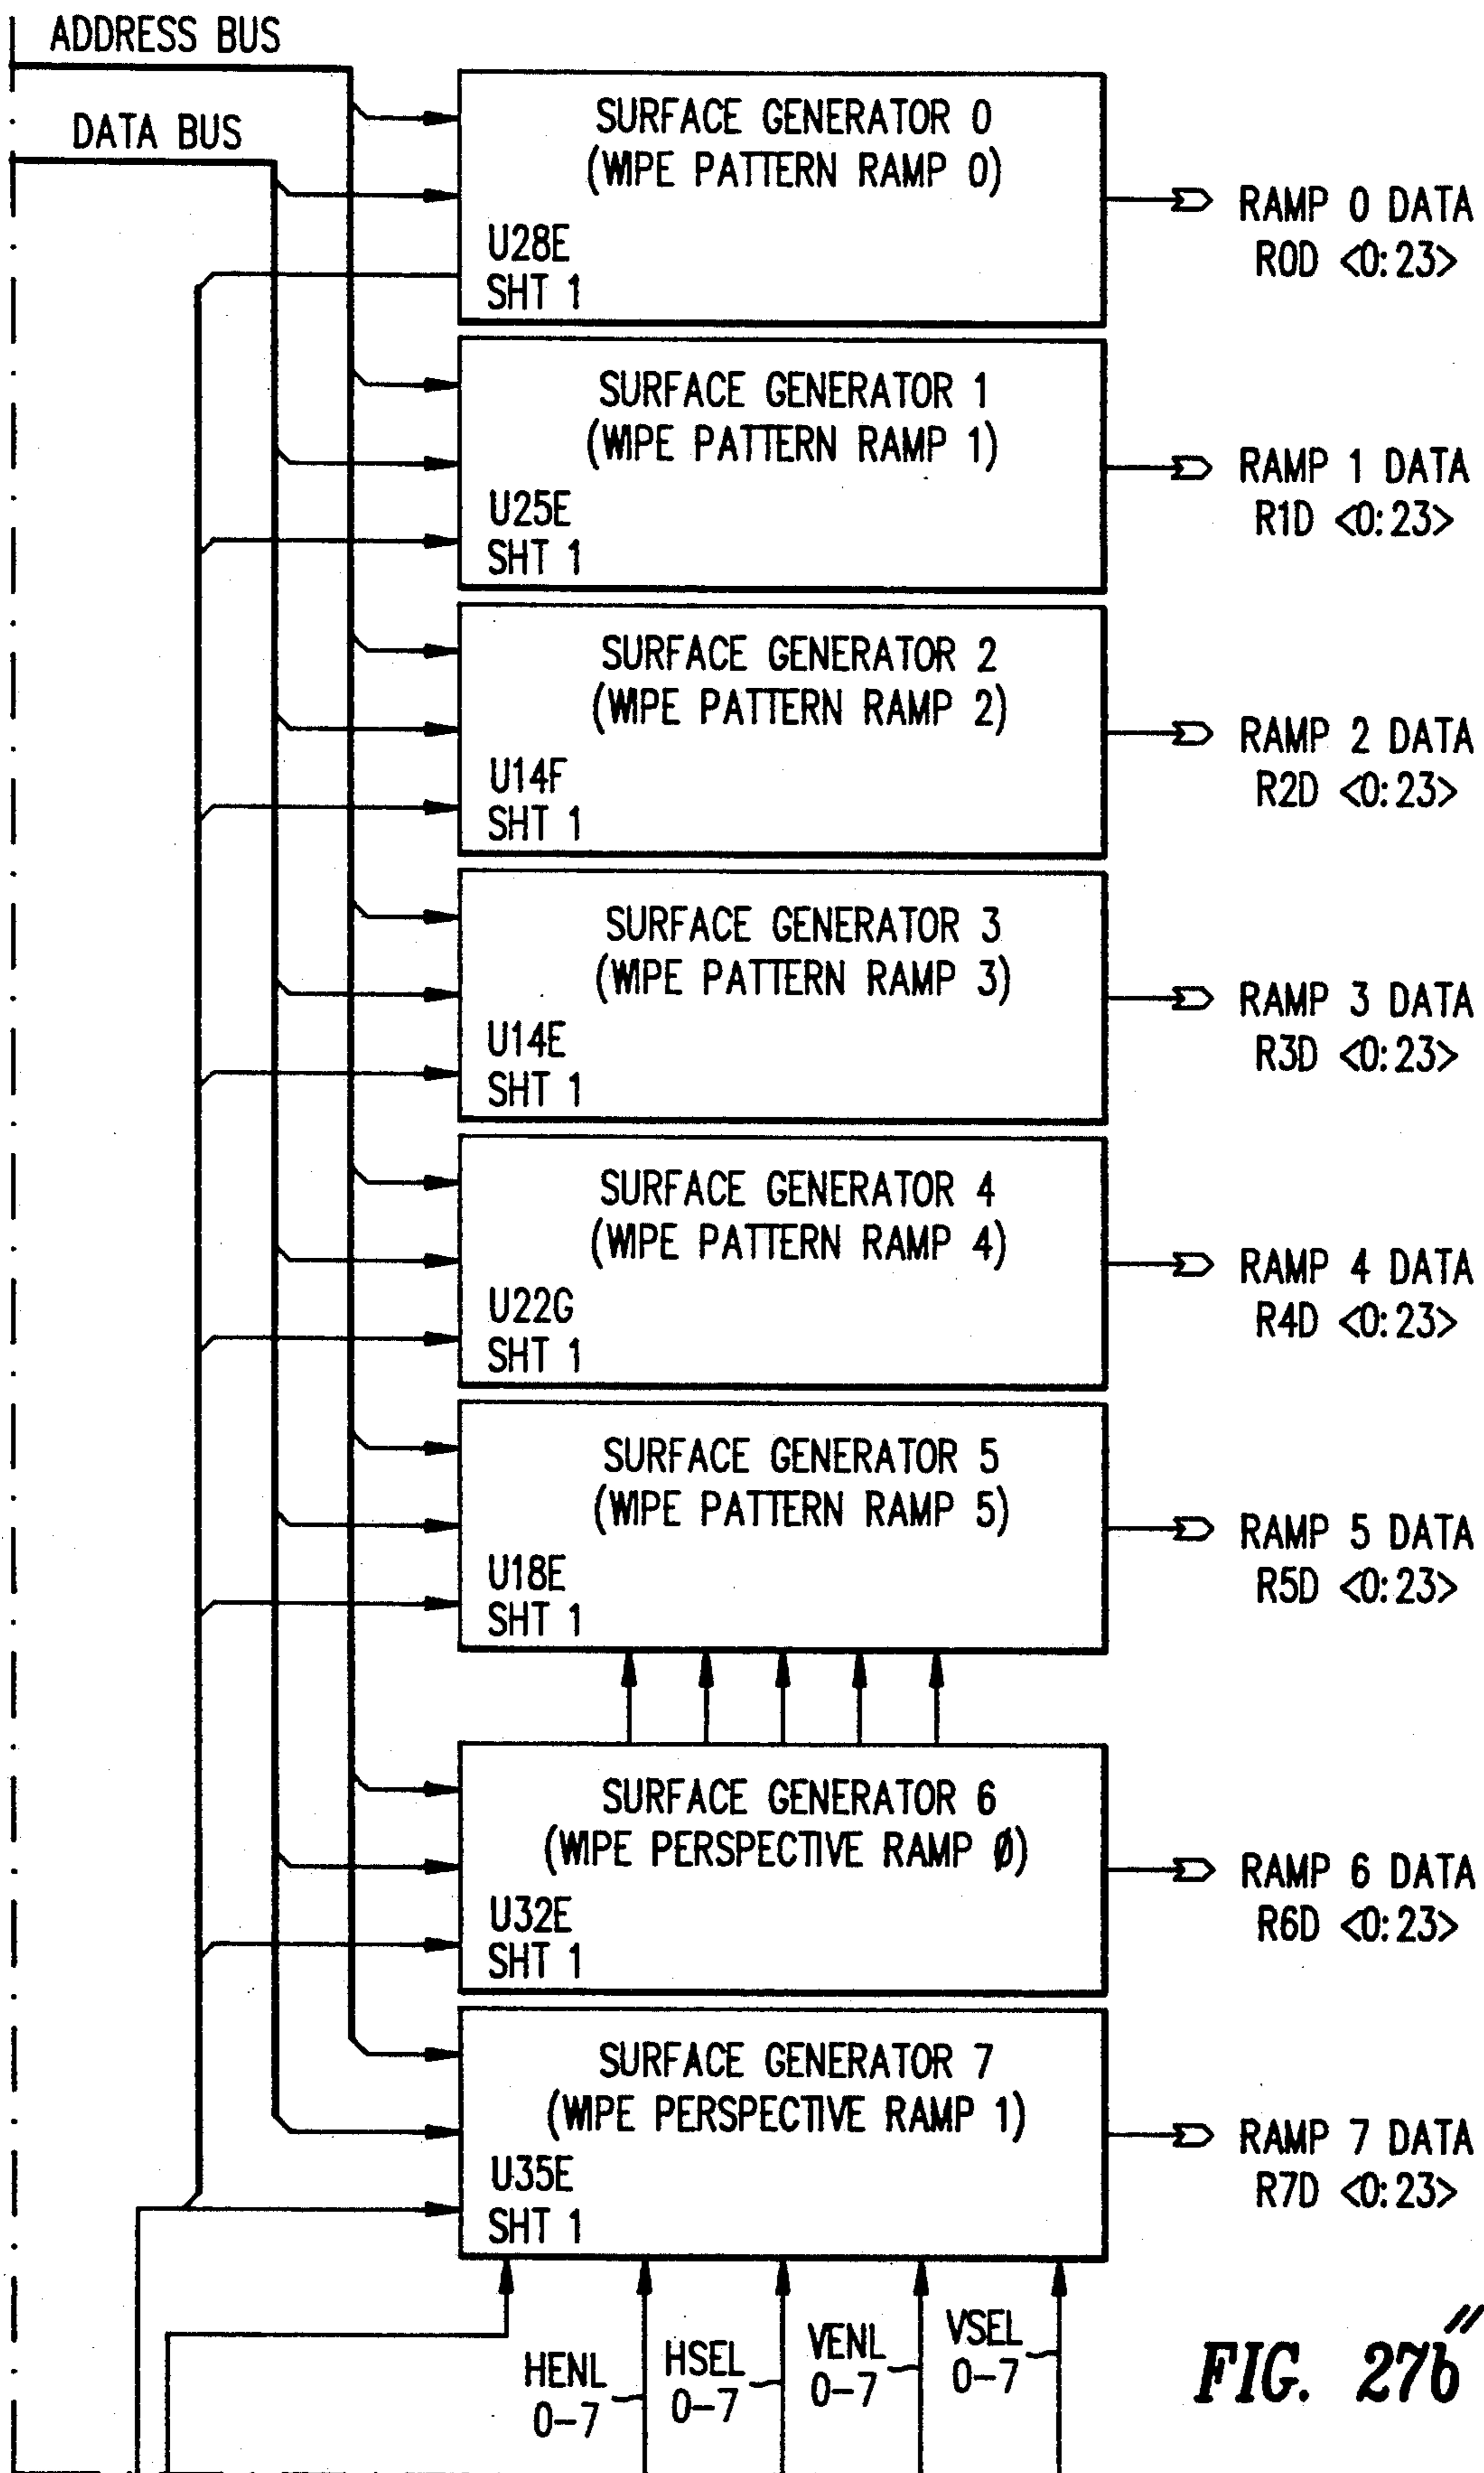 ADDRESS BUS
DATA BUS
SURFACE GENERATOR 0
(WIPE PATTERN RAMP 0)
U28E
SHT 1
RAMP 0 DATA
R0D <0:23>
SURFACE GENERATOR 1
(WIPE PATTERN RAMP 1)
U25E
SHT 1
RAMP 1 DATA
R1D <0:23>
SURFACE GENERATOR 2
(WIPE PATTERN RAMP 2)
U14F
SHT 1
RAMP 2 DATA
R2D <0:23>
SURFACE GENERATOR 3
(WIPE PATTERN RAMP 3)
U14E
SHT 1
RAMP 3 DATA
R3D <0:23>
SURFACE GENERATOR 4
(WIPE PATTERN RAMP 4)
U22G
SHT 1
RAMP 4 DATA
R4D <0:23>
SURFACE GENERATOR 5
(WIPE PATTERN RAMP 5)
U18E
SHT 1
RAMP 5 DATA
R5D <0:23>
SURFACE GENERATOR 6
(WIPE PERSPECTIVE RAMP Ø)
U32E
SHT 1
RAMP 6 DATA
R6D <0:23>
SURFACE GENERATOR 7
(WIPE PERSPECTIVE RAMP 1)
U35E
SHT 1
RAMP 7 DATA
R7D <0:23>
HENL
0-7
HSEL
0-7
VENL
0-7
VSEL
0-7
FIG. 27b"